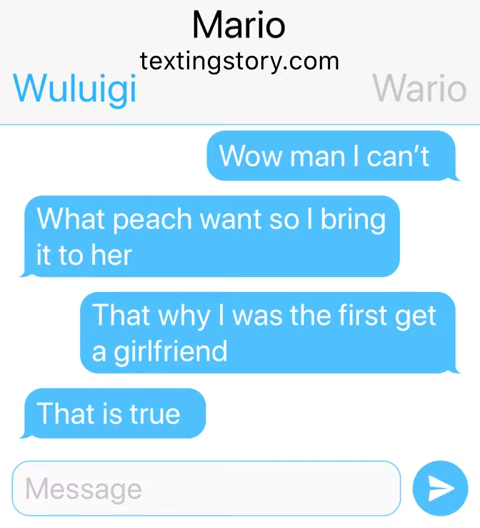 Mario
textingstory.com
Wuluigi
Wario
Wow man I can't
What peach want so I bring
it to her
That why I was the first get
a girlfriend
That is true
Message